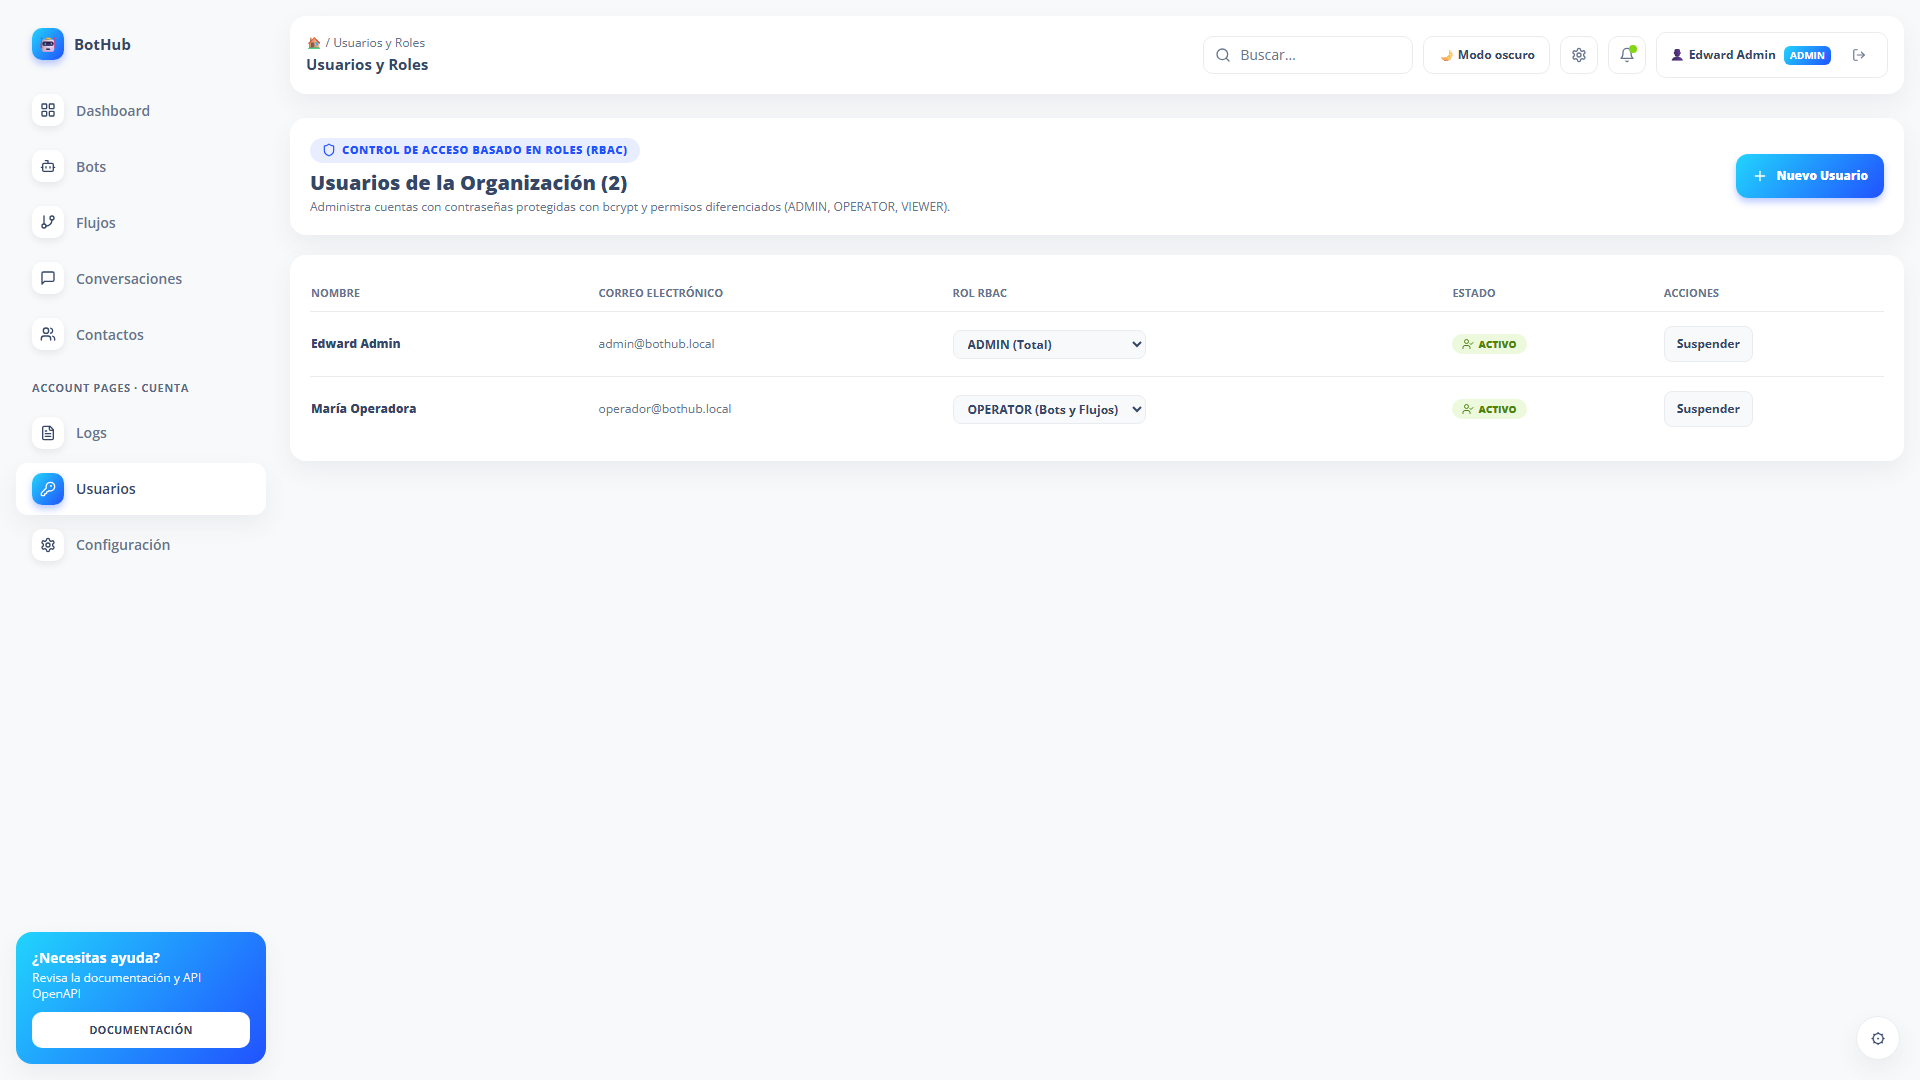 BotHub
Dashboard
Bots
Flujos
Conversaciones
Contactos
ACCOUNT PAGES · CUENTA
Logs
Usuarios
Configuración
¿Necesitas ayuda?
Revisa la documentación y API
OpenAPI
DOCUMENTACIÓN
/ Usuarios y Roles
Usuarios y Roles
Buscar...
Modo oscuro
Edward Admin ADMIN
CONTROL DE ACCESO BASADO EN ROLES (RBAC)
Usuarios de la Organización (2)
Administra cuentas con contraseñas protegidas con bcrypt y permisos diferenciados (ADMIN, OPERATOR, VIEWER).
Nuevo Usuario
NOMBRE CORREO ELECTRÓNICO ROL RBAC ESTADO ACCIONES
Edward Admin admin@bothub.local ADMIN (Total) ACTIVO Suspender
María Operadora operador@bothub.local OPERATOR (Bots y Flujos) ACTIVO Suspender